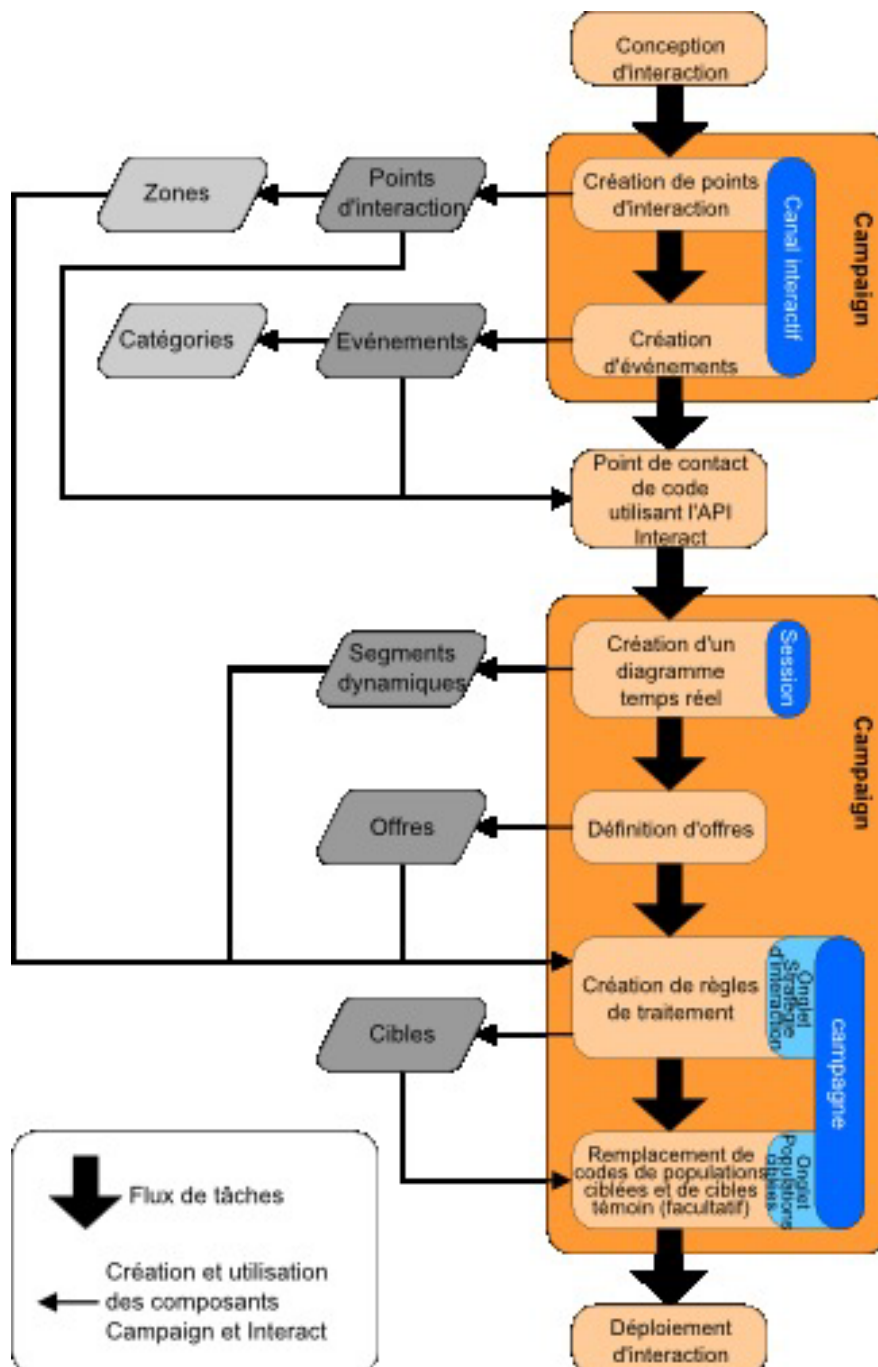 Conception
d'interaction
Zones
Points
d'interaction
Création de points
d'interaction
Canal interactif
Campaign
Catégories
Evénements
Création
d'événements
Point de contact
de code
utilisant l'API
Interact
Segments
dynamiques
Création d'un
diagramme
temps réel
Session
Campaign
Offres
Définition d'offres
Création de règles
de traitement
Onglet
Stratégie
d'interaction
campagne
Cibles
Remplacement de
codes de populations
ciblées et de cibles
témoin (facultatif)
Onglet
Populations
ciblées
Flux de tâches
Création et utilisation
des composants
Campaign et Interact
Déploiement
d'interaction